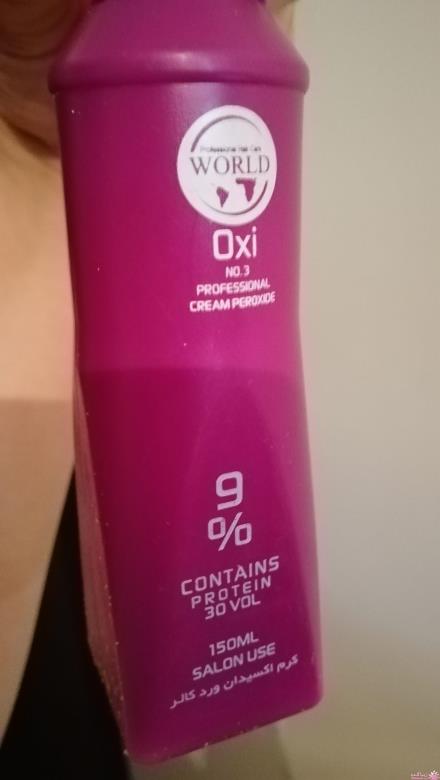 Professional Hair Care
WORLD
Oxi
NO.3
PROFESSIONAL
CREAM PEROXIDE
9
%
CONTAINS
PROTEIN
30 VOL
150ML
SALON USE
کرم اکسیدان ورد کالر